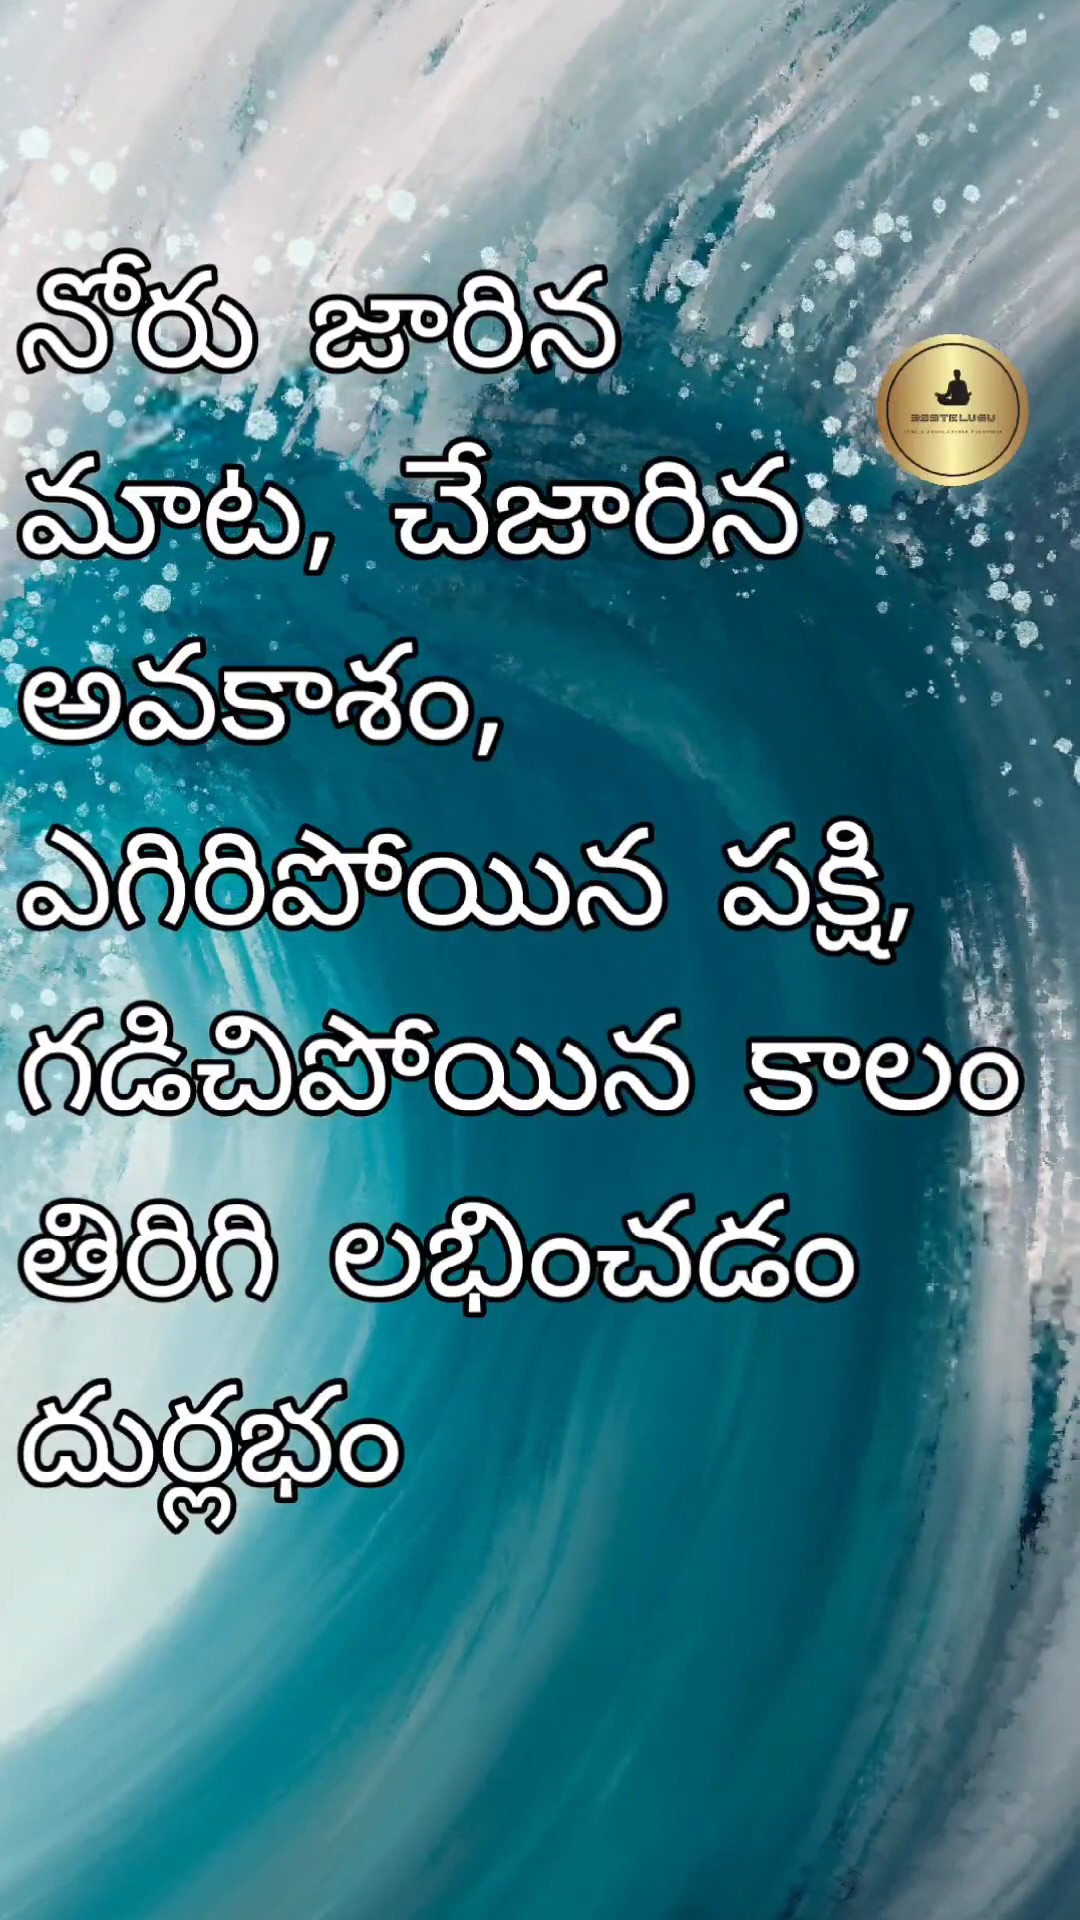 నోరు జారిన
మాట, చేజారిన
అవకాశం,
ఎగిరిపోయిన పక్షి,
గడిచిపోయిన కాలం
తిరిగి లభించడం
దుర్లభం